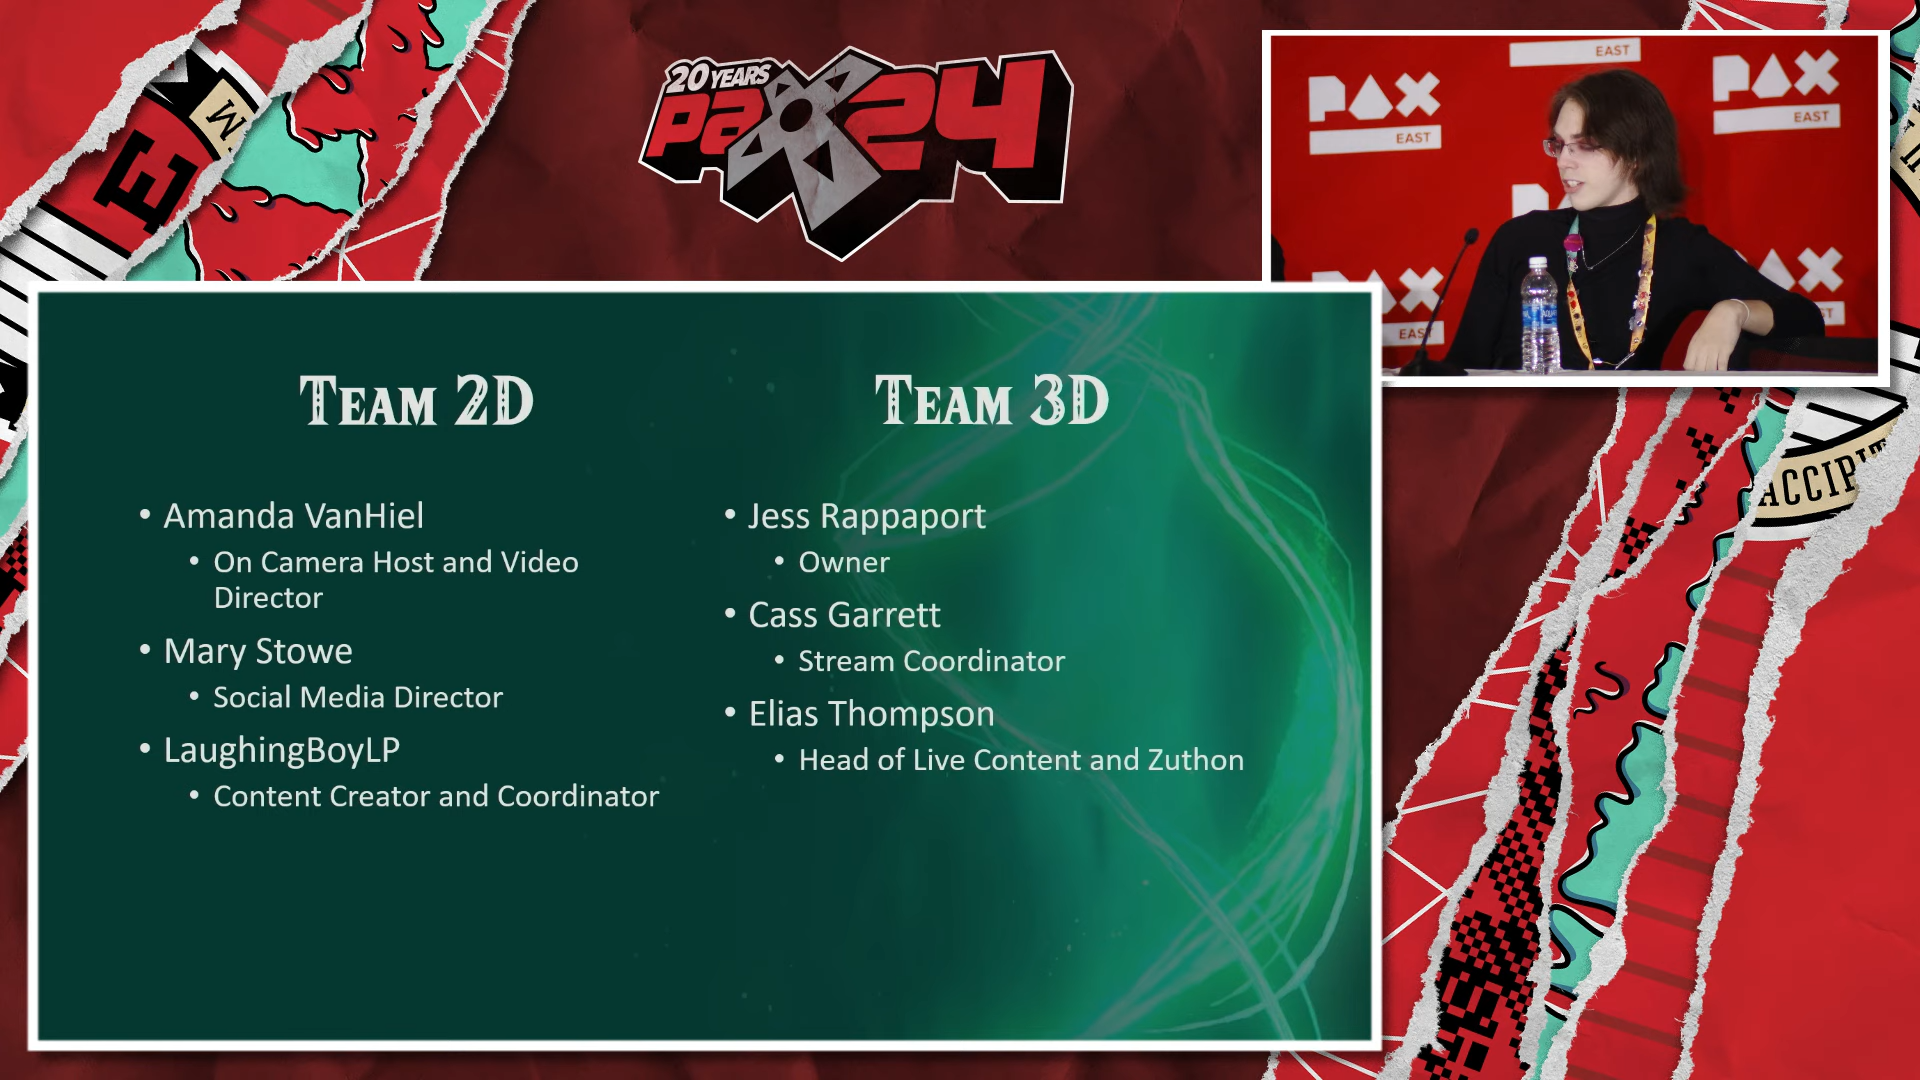 20 YEARS
PAX 24
EAST
PAX
EAST
PAX
EAST
EAST
EAST
E
TEAM 2D
• Amanda VanHiel
• On Camera Host and Video
Director
• Mary Stowe
• Social Media Director
• LaughingBoyLP
• Content Creator and Coordinator
TEAM 3D
• Jess Rappaport
• Owner
• Cass Garrett
• Stream Coordinator
• Elias Thompson
• Head of Live Content and Zuthon